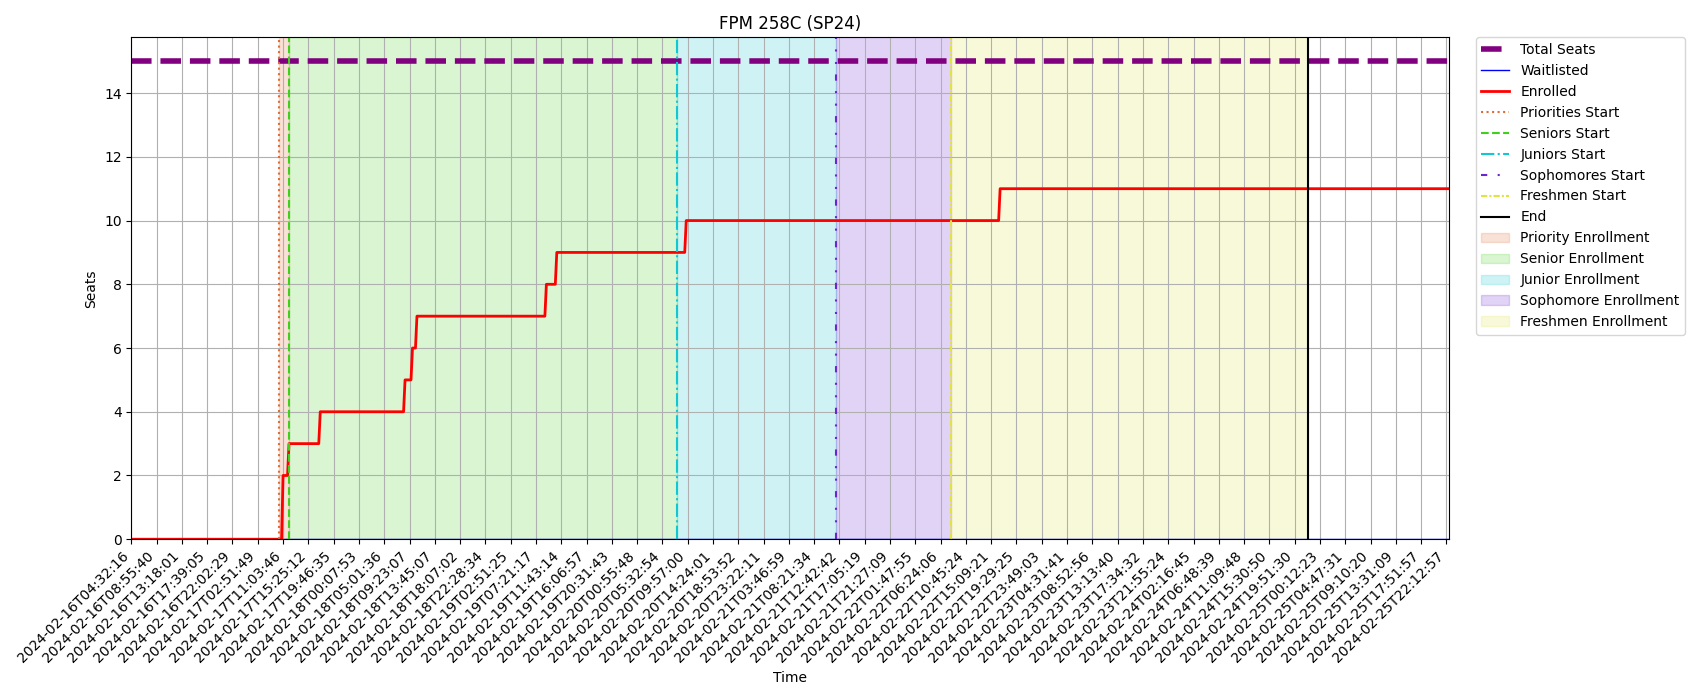 FPM 258C (SP24)
Seats
14
12
10
8
6
4
2
0
2024-02-16T04:32:16
2024-02-16T08:55:40
2024-02-16T13:18:01
2024-02-16T17:39:05
2024-02-16T22:02:29
2024-02-17T02:51:49
2024-02-17T11:03:46
2024-02-17T15:25:12
2024-02-17T19:46:35
2024-02-18T00:07:53
2024-02-18T05:01:36
2024-02-18T09:23:07
2024-02-18T13:45:07
2024-02-18T18:07:02
2024-02-18T22:28:34
2024-02-19T02:51:25
2024-02-19T07:21:17
2024-02-19T11:43:14
2024-02-19T16:06:57
2024-02-19T20:31:43
2024-02-20T00:55:48
2024-02-20T05:32:54
2024-02-20T09:57:00
2024-02-20T14:24:01
2024-02-20T18:53:52
2024-02-20T23:22:11
2024-02-21T03:46:59
2024-02-21T08:21:34
2024-02-21T12:42:42
2024-02-21T17:05:19
2024-02-21T21:27:09
2024-02-22T01:47:55
2024-02-22T06:24:06
2024-02-22T10:45:24
2024-02-22T15:09:21
2024-02-22T19:29:25
2024-02-22T23:49:03
2024-02-23T04:31:41
2024-02-23T08:52:56
2024-02-23T13:13:40
2024-02-23T17:34:32
2024-02-23T21:55:24
2024-02-24T02:16:45
2024-02-24T06:48:39
2024-02-24T11:09:48
2024-02-24T15:30:50
2024-02-24T19:51:30
2024-02-25T00:12:23
2024-02-25T04:47:31
2024-02-25T09:10:20
2024-02-25T13:31:09
2024-02-25T17:51:57
2024-02-25T22:12:57
Time
Total Seats
Waitlisted
Enrolled
Priorities Start
Seniors Start
Juniors Start
Sophomores Start
Freshmen Start
End
Priority Enrollment
Senior Enrollment
Junior Enrollment
Sophomore Enrollment
Freshmen Enrollment